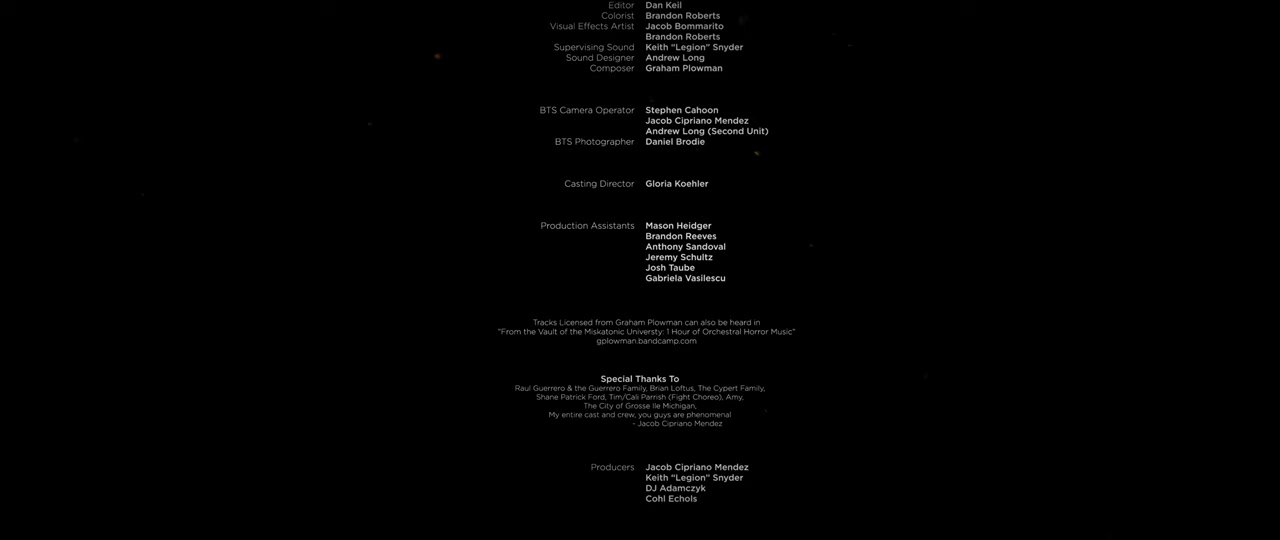 Editor Dan Keil
Colorist Brandon Roberts
Visual Effects Artist Jacob Bommarito
Brandon Roberts
Supervising Sound Keith “Legion” Snyder
Sound Designer Andrew Long
Composer Graham Plowman
BTS Camera Operator Stephen Cahoon
Jacob Cipriano Mendez
Andrew Long (Second Unit)
BTS Photographer Daniel Brodie
Casting Director Gloria Koehler
Production Assistants Mason Heidger
Brandon Reeves
Anthony Sandoval
Jeremy Schultz
Josh Taube
Gabriela Vasilescu
Tracks Licensed from Graham Plowman can also be heard in
"From the Vault of the Miskatonic Universty: 1 Hour of Orchestral Horror Music"
gplowman.bandcamp.com
Special Thanks To
Raul Guerrero & the Guerrero Family, Brian Loftus, The Cypert Family,
Shane Patrick Ford, Tim/Cali Parrish (Fight Choreo), Amy,
The City of Grosse Ile Michigan,
My entire cast and crew, you guys are phenomenal
- Jacob Cipriano Mendez
Producers Jacob Cipriano Mendez
Keith “Legion” Snyder
DJ Adamczyk
Cohl Echols